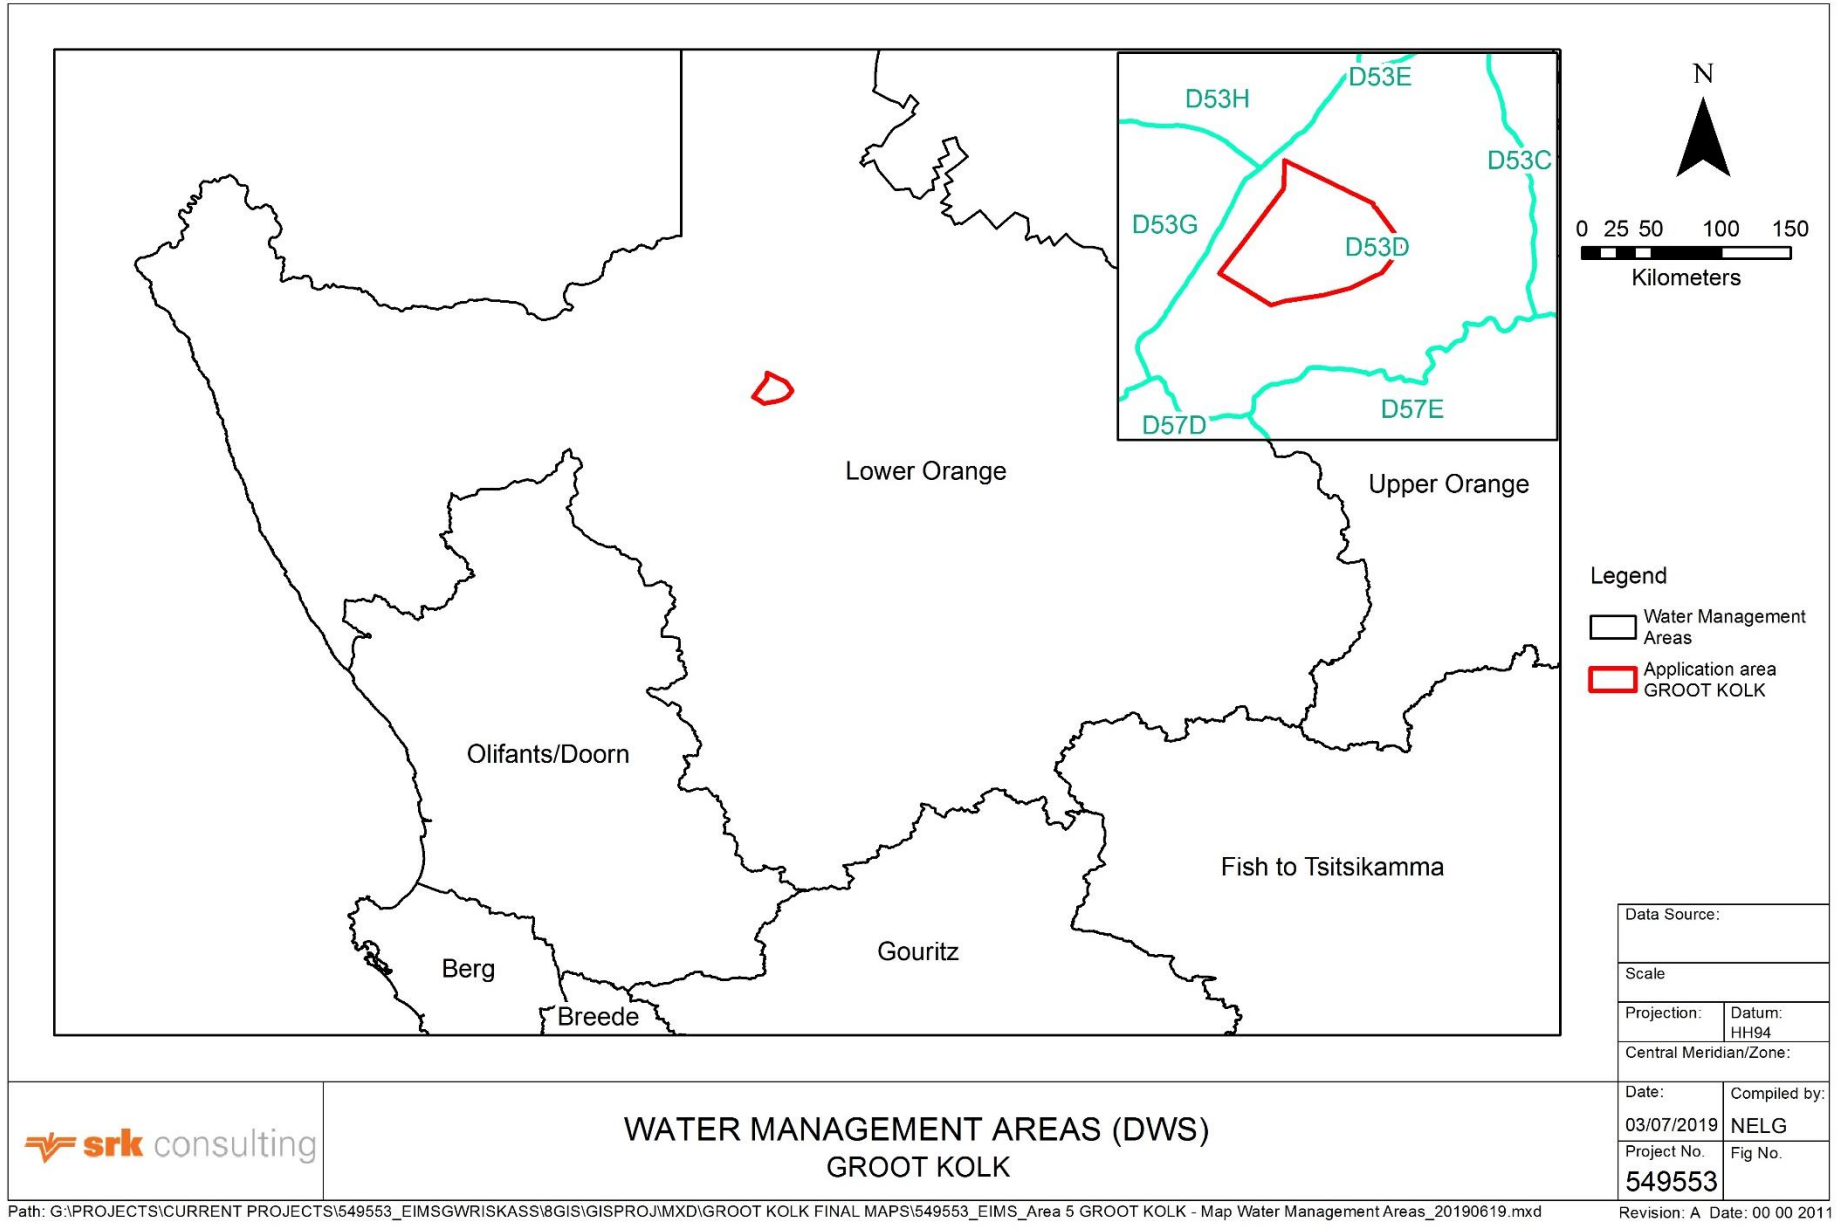 D53E
D53H
D53C
D53G
D53D
D57E
D57D
N
0 25 50 100 150
Kilometers
Lower Orange
Upper Orange
Olifants/Doorn
Fish to Tsitsikamma
Gouritz
Berg
Breede
Legend
Water Management
Areas
Application area
GROOT KOLK
Data Source:
Scale
Projection:
Datum:
HH94
Central Meridian/Zone:
Date:
03/07/2019
Compiled by:
NELG
Project No.
549553
Fig No.
srk consulting
WATER MANAGEMENT AREAS (DWS)
GROOT KOLK
Path: G:\PROJECTS\CURRENT PROJECTS\549553_EIMSGWRISKASS\8GIS\GISPROJ\MXD\GROOT KOLK FINAL MAPS\549553_EIMS_Area 5 GROOT KOLK - Map Water Management Areas_20190619.mxd
Revision: A Date: 00 00 2011